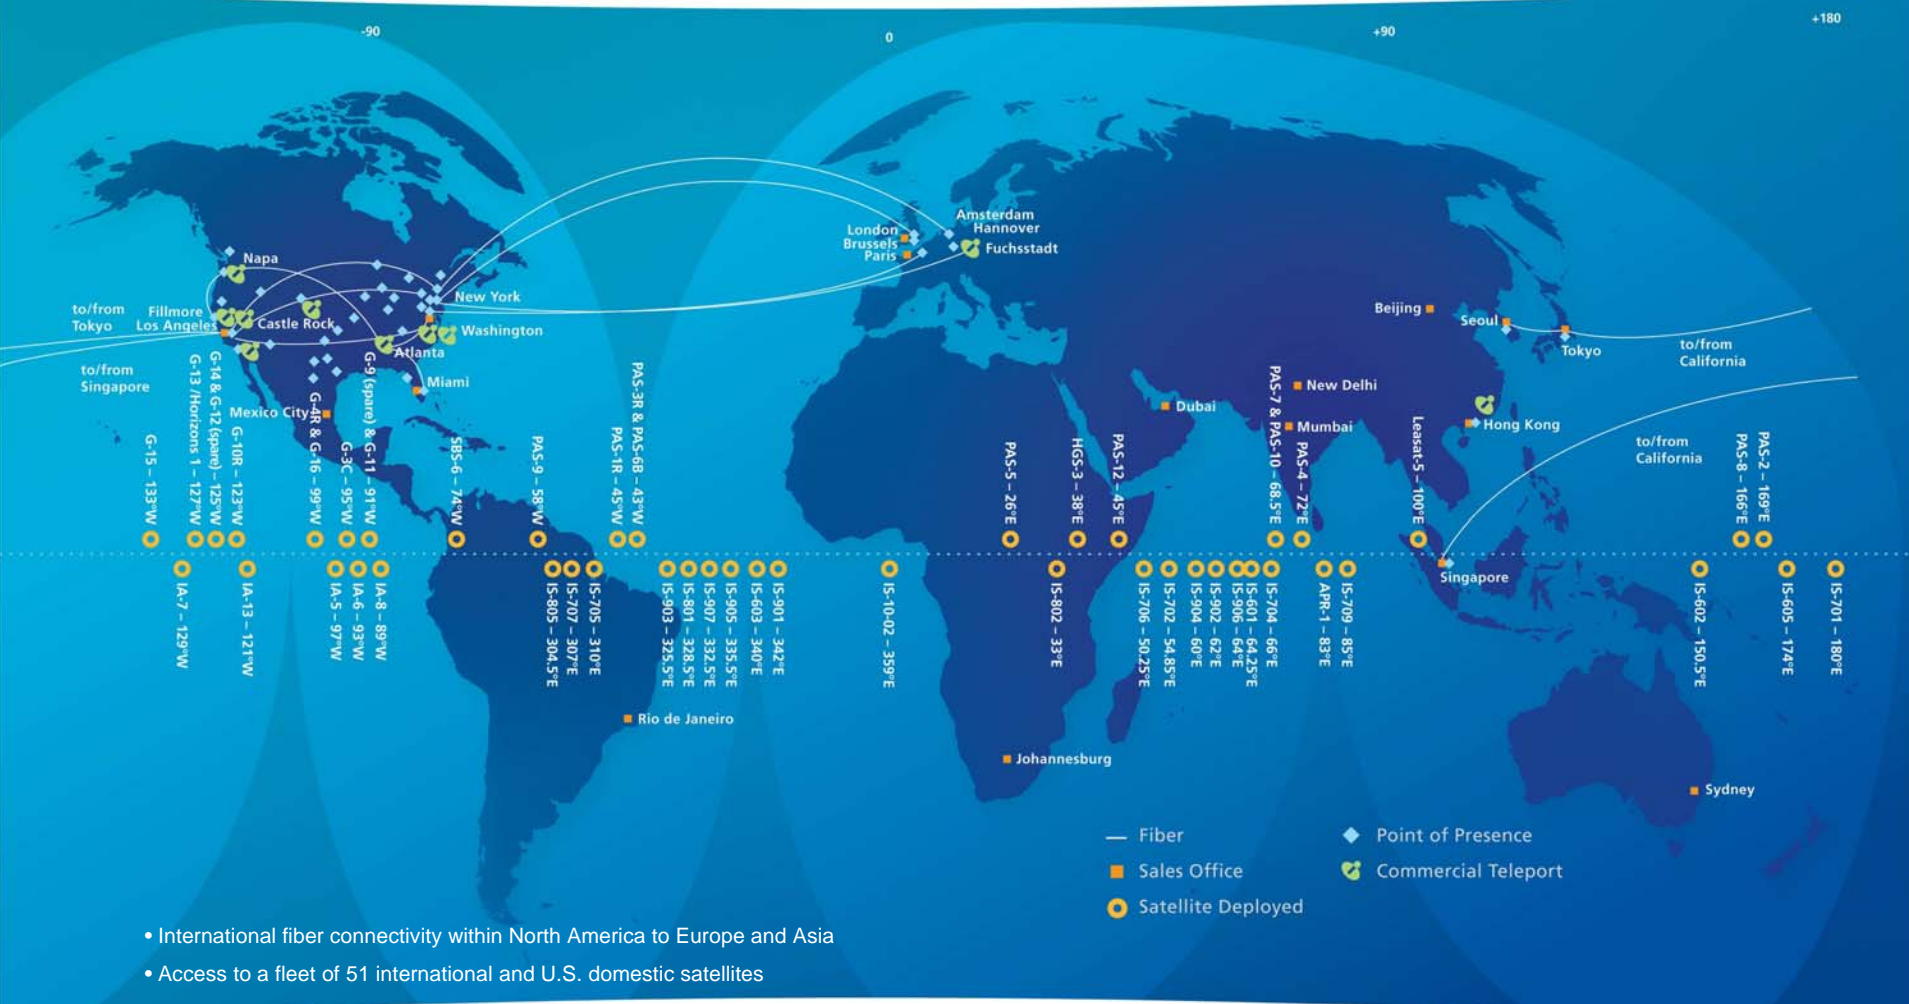 -90
0
+90
+180
Amsterdam
Hannover
London
Brussels
Paris
Fuchsstadt
Napa
New York
to/from
Tokyo
Fillmore
Los Angeles
Castle Rock
Washington
Atlanta
Miami
to/from
Singapore
Mexico City
Beijing
Seoul
Tokyo
to/from
California
New Delhi
Dubai
Mumbai
Hong Kong
to/from
California
G-15 – 133°W
G-13 /Horizons 1 – 127°W
G-14 & G-12 (spare) – 125°W
G-10R – 123°W
G-4R & G-16 – 99°W
G-3C – 95°W
G-9 (spare) & G-11 – 91°W
SBS-6 – 74°W
PAS-9 – 58°W
PAS-1R – 45°W
PAS-3R & PAS-6B – 43°W
PAS-5 – 26°E
HGS-3 – 38°E
PAS-12 – 45°E
PAS-7 & PAS-10 – 68.5°E
PAS-4 – 72°E
Leasat-5 – 100°E
PAS-8 – 166°E
PAS-2 – 169°E
Singapore
IA-7 – 129°W
IA-13 – 121°W
IA-5 – 97°W
IA-6 – 93°W
IA-8 – 89°W
IS-805 – 304.5°E
IS-707 – 307°E
IS-705 – 310°E
IS-903 – 325.5°E
IS-801 – 328.5°E
IS-907 – 332.5°E
IS-905 – 335.5°E
IS-603 – 340°E
IS-901 – 342°E
IS-10-02 – 359°E
IS-802 – 33°E
IS-706 – 50.25°E
IS-702 – 54.85°E
IS-904 – 60°E
IS-902 – 62°E
IS-906 – 64°E
IS-601 – 64.25°E
IS-704 – 66°E
APR-1 – 83°E
IS-709 – 85°E
IS-602 – 150.5°E
IS-605 – 174°E
IS-701 – 180°E
Rio de Janeiro
Johannesburg
Sydney
Fiber
Point of Presence
Sales Office
Commercial Teleport
Satellite Deployed
• International fiber connectivity within North America to Europe and Asia
• Access to a fleet of 51 international and U.S. domestic satellites